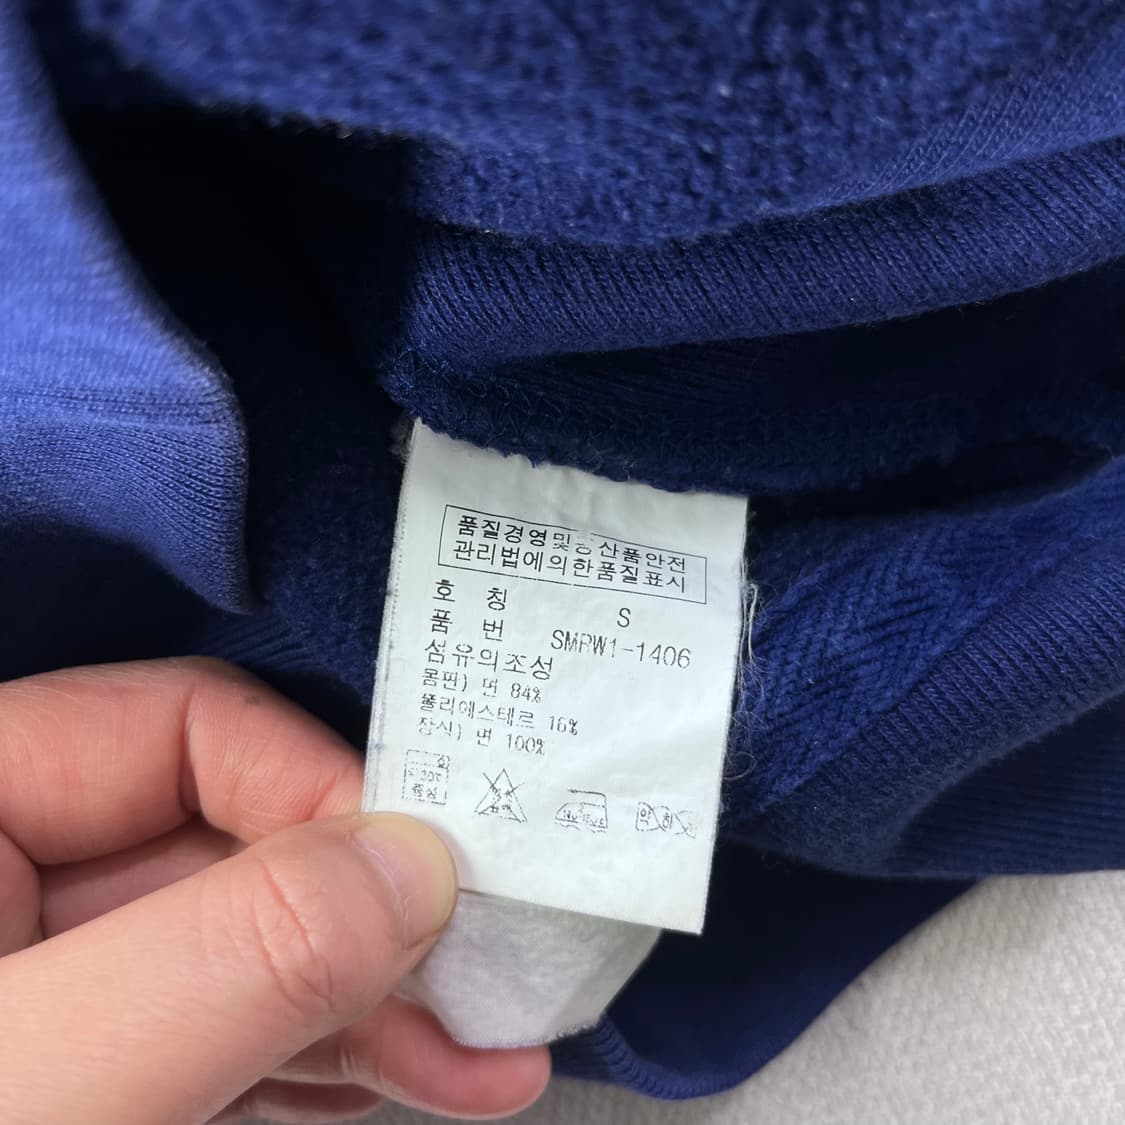 품질경영및공산품안전
관리법에의한품질표시
호 칭 S
품 번 SMPW1-1406
섬유의조성
몸판) 면 84%
폴리에스테르 16%
장식) 면 100%